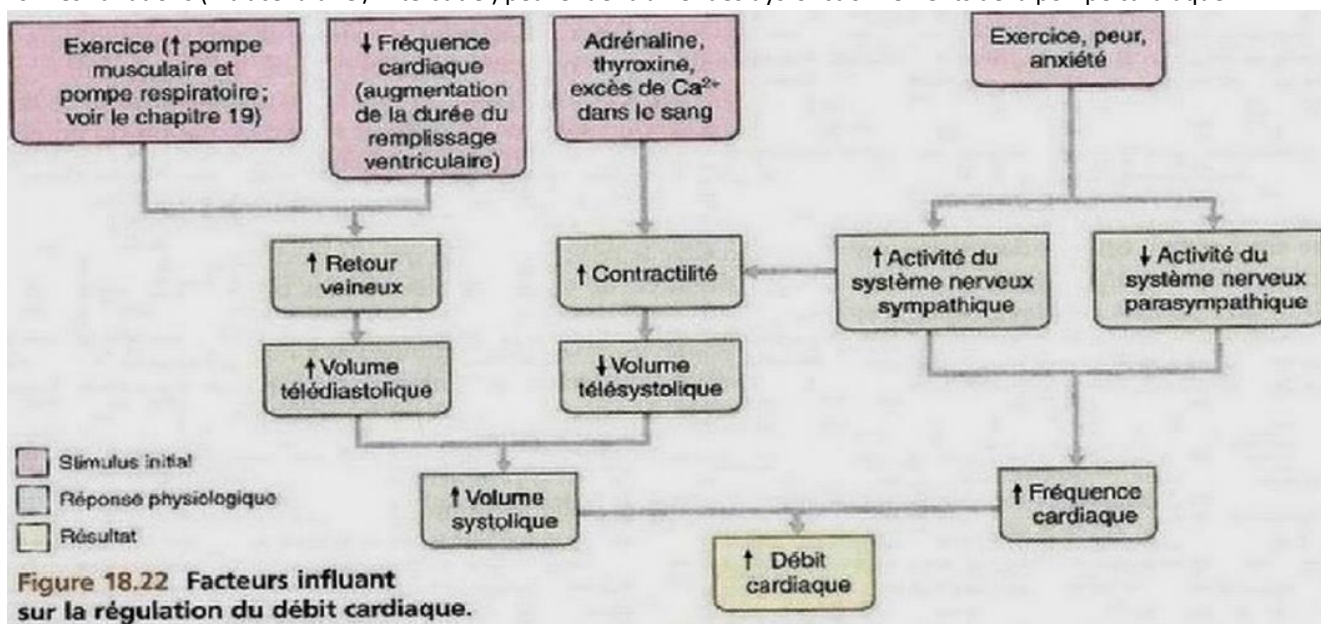 Exercice (↑ pompe
musculaire et
pompe respiratoire;
voir le chapitre 19)
↓ Fréquence
cardiaque
(augmentation
de la durée du
remplissage
ventriculaire)
Adrénaline,
thyroxine,
excès de Ca²⁺
dans le sang
Exercice, peur,
anxiété
↑ Retour
veineux
↑ Contractilité
↑ Activité du
système nerveux
sympathique
↓ Activité du
système nerveux
parasympathique
↑ Volume
télédiastolique
↓ Volume
télésystolique
Stimulus initial
Réponse physiologique
Résultat
↑ Volume
systolique
↑ Fréquence
cardiaque
↑ Débit
cardiaque
Figure 18.22 Facteurs influant
sur la régulation du débit cardiaque.